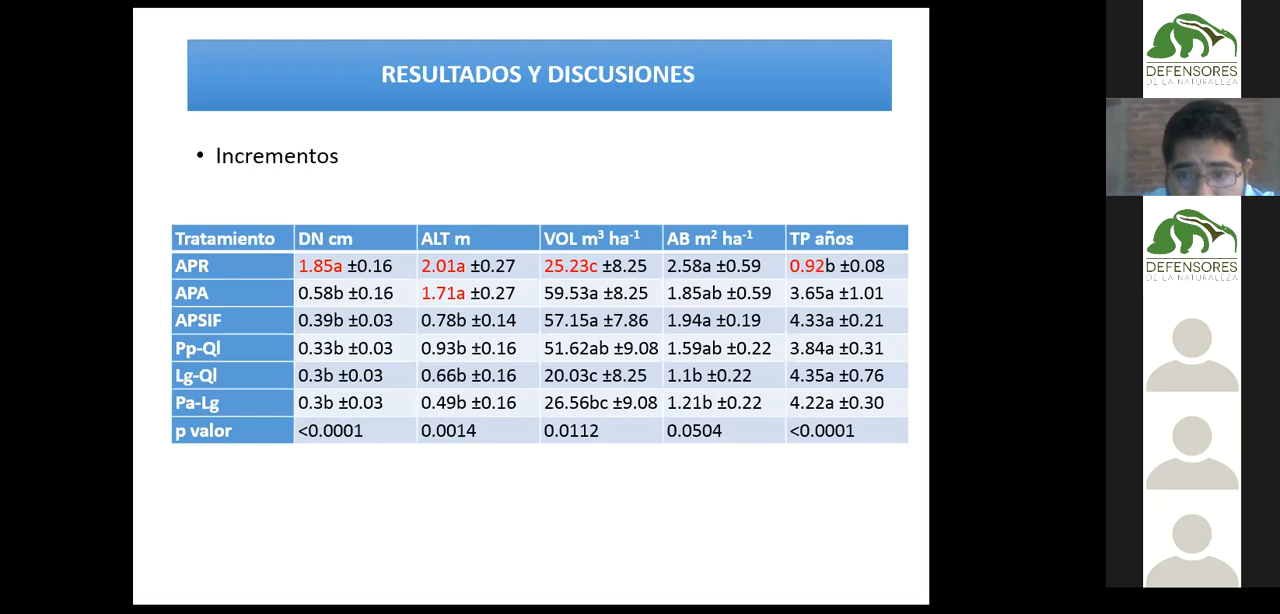 RESULTADOS Y DISCUSIONES
• Incrementos
Tratamiento DN cm ALT m VOL m³ ha⁻¹ AB m² ha⁻¹ TP años
APR 1.85a ±0.16 2.01a ±0.27 25.23c ±8.25 2.58a ±0.59 0.92b ±0.08
APA 0.58b ±0.16 1.71a ±0.27 59.53a ±8.25 1.85ab ±0.59 3.65a ±1.01
APSIF 0.39b ±0.03 0.78b ±0.14 57.15a ±7.86 1.94a ±0.19 4.33a ±0.21
Pp-Ql 0.33b ±0.03 0.93b ±0.16 51.62ab ±9.08 1.59ab ±0.22 3.84a ±0.31
Lg-Ql 0.3b ±0.03 0.66b ±0.16 20.03c ±8.25 1.1b ±0.22 4.35a ±0.76
Pa-Lg 0.3b ±0.03 0.49b ±0.16 26.56bc ±9.08 1.21b ±0.22 4.22a ±0.30
p valor <0.0001 0.0014 0.0112 0.0504 <0.0001
DEFENSORES
DE LA NATURALEZA
DEFENSORES
DE LA NATURALEZA